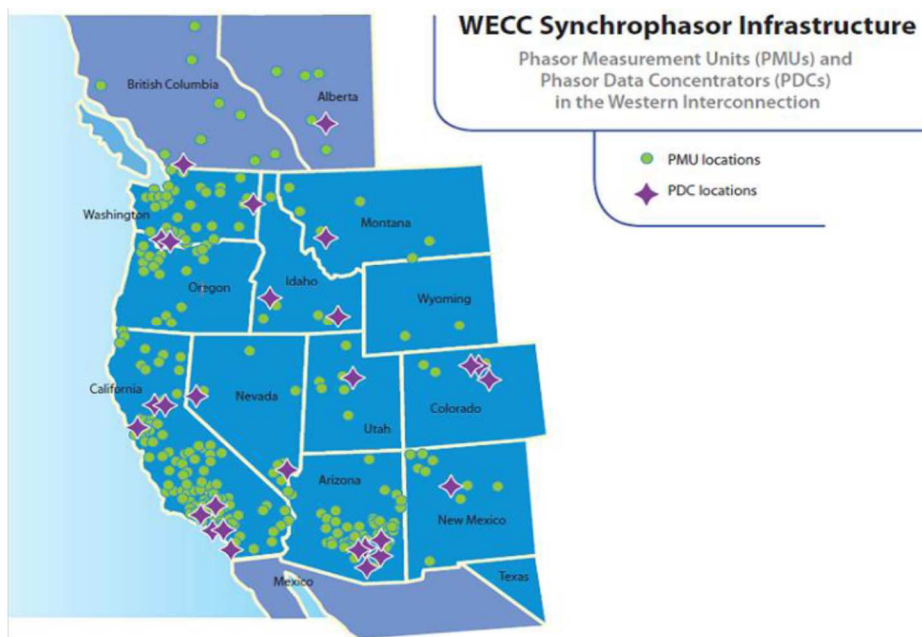 WECC Synchrophasor Infrastructure
Phasor Measurement Units (PMUs) and
Phasor Data Concentrators (PDCs)
in the Western Interconnection
PMU locations
PDC locations
British Columbia
Alberta
Washington
Montana
Oregon
Idaho
Wyoming
California
Nevada
Utah
Colorado
Arizona
New Mexico
Mexico
Texas